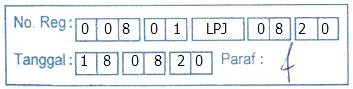 No. Reg : 0 0 8 0 1 LPJ 0 8 2 0
Tanggal : 1 8 0 8 2 0 Paraf :